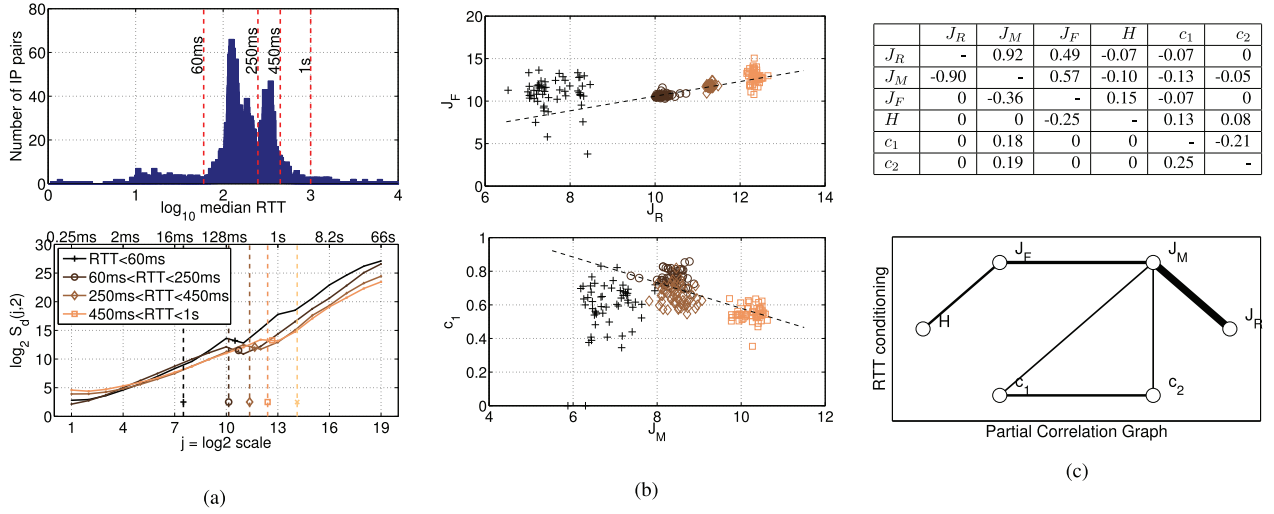 80
60
40
20
0
Number of IP pairs
60ms
250ms
450ms
1s
0 1 2 3 4
log10 median RTT
0.25ms 2ms 16ms 128ms 1s 8.2s 66s
30
25
20
15
10
5
0
log2 Sd(j,2)
RTT<60ms
60ms<RTT<250ms
250ms<RTT<450ms
450ms<RTT<1s
1 4 7 10 13 16 19
j = log2 scale
(a)
20
15
10
5
0
JF
6 8 10 12 14
JR
1
0.8
0.6
0.4
0.2
0
c1
4 6 8 10 12
JM
(b)
JR JM JF H c1 c2
JR - 0.92 0.49 -0.07 -0.07 0
JM -0.90 - 0.57 -0.10 -0.13 -0.05
JF 0 -0.36 - 0.15 -0.07 0
H 0 0 -0.25 - 0.13 0.08
c1 0 0.18 0 0 - -0.21
c2 0 0.19 0 0 0.25 -
RTT conditioning
JF
JM
H
JR
c1
c2
Partial Correlation Graph
(c)